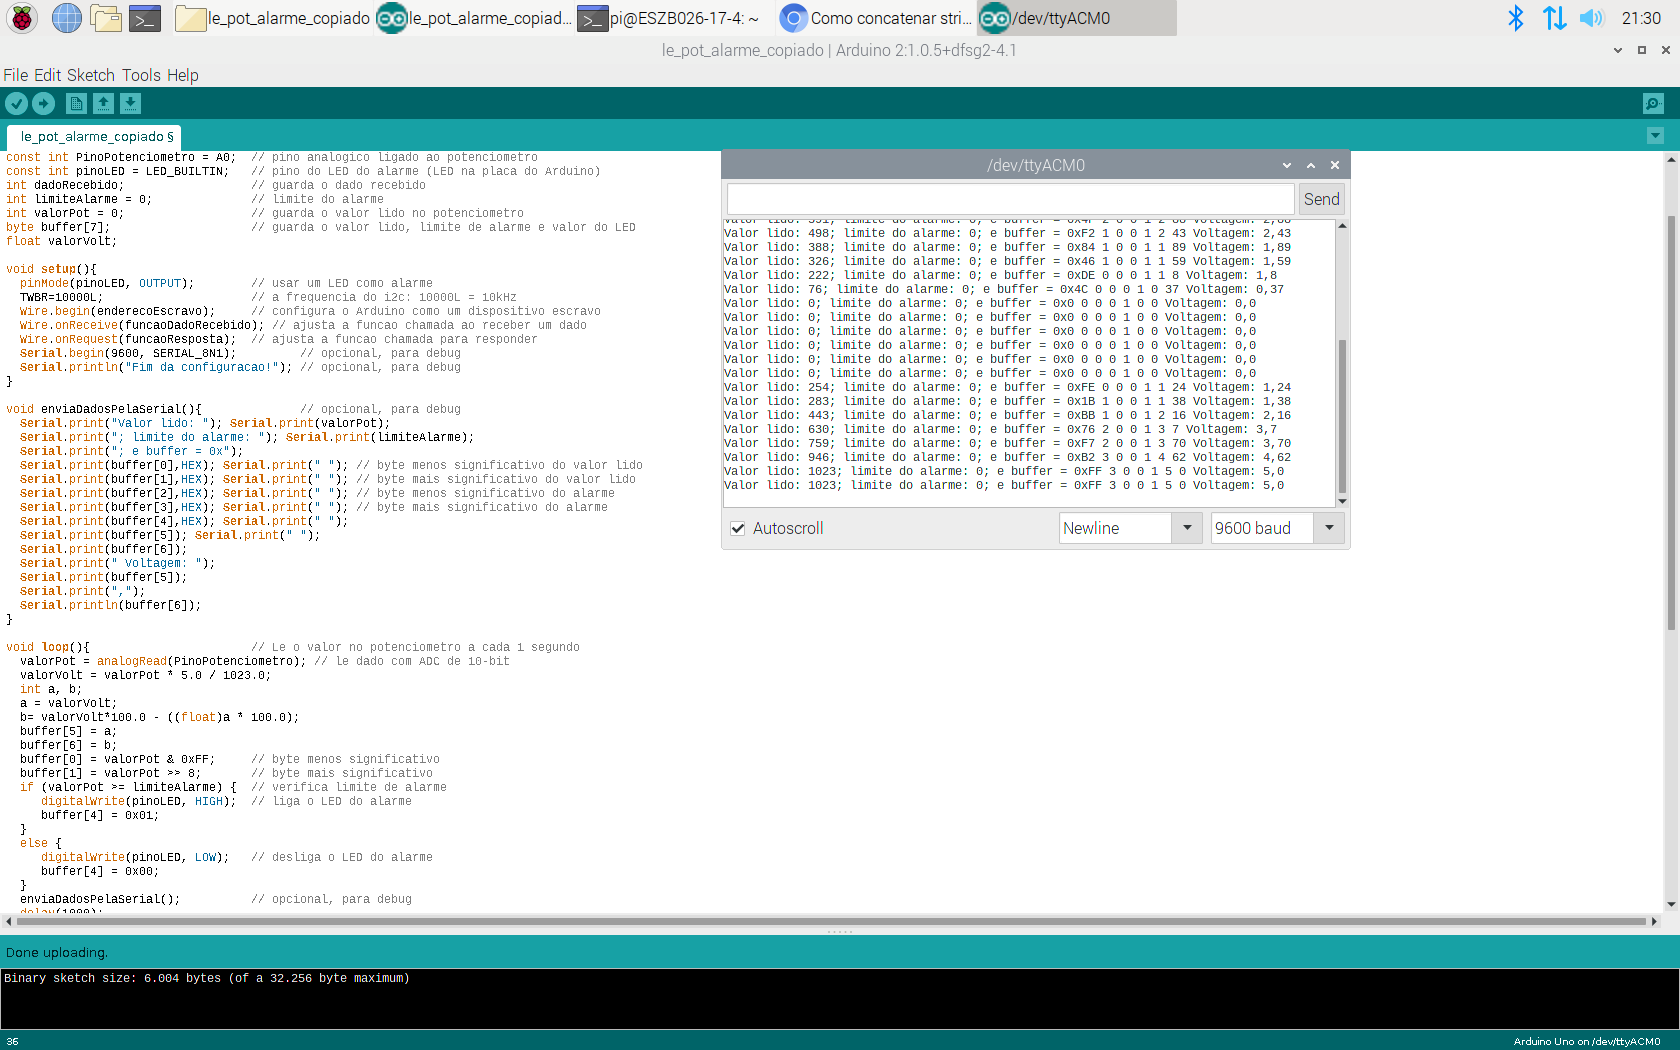 le_pot_alarme_copiado
le_pot_alarme_copiad...
pi@ESZB026-17-4: ~
Como concatenar stri...
/dev/ttyACM0
21:30
le_pot_alarme_copiado | Arduino 2:1.0.5+dfsg2-4.1
File Edit Sketch Tools Help
le_pot_alarme_copiado §
const int PinoPotenciometro = A0;  // pino analogico ligado ao potenciometro
const int pinoLED = LED_BUILTIN;   // pino do LED do alarme (LED na placa do Arduino)
int dadoRecebido;                  // guarda o dado recebido
int limiteAlarme = 0;              // limite do alarme
int valorPot = 0;                  // guarda o valor lido no potenciometro
byte buffer[7];                    // guarda o valor lido, limite de alarme e valor do LED
float valorVolt;
void setup(){
  pinMode(pinoLED, OUTPUT);        // usar um LED como alarme
  TWBR=10000L;                     // a frequencia do i2c: 10000L = 10kHz
  Wire.begin(enderecoEscravo);     // configura o Arduino como um dispositivo escravo
  Wire.onReceive(funcaoDadoRecebido); // ajusta a funcao chamada ao receber um dado
  Wire.onRequest(funcaoResposta);  // ajusta a funcao chamada para responder
  Serial.begin(9600, SERIAL_8N1);         // opcional, para debug
  Serial.println("Fim da configuracao!"); // opcional, para debug
}
void enviaDadosPelaSerial(){              // opcional, para debug
  Serial.print("Valor lido: "); Serial.print(valorPot);
  Serial.print("; limite do alarme: "); Serial.print(limiteAlarme);
  Serial.print("; e buffer = 0x");
  Serial.print(buffer[0],HEX); Serial.print(" "); // byte menos significativo do valor lido
  Serial.print(buffer[1],HEX); Serial.print(" "); // byte mais significativo do valor lido
  Serial.print(buffer[2],HEX); Serial.print(" "); // byte menos significativo do alarme
  Serial.print(buffer[3],HEX); Serial.print(" "); // byte mais significativo do alarme
  Serial.print(buffer[4],HEX); Serial.print(" ");
  Serial.print(buffer[5]); Serial.print(" ");
  Serial.print(buffer[6]);
  Serial.print(" Voltagem: ");
  Serial.print(buffer[5]);
  Serial.print(",");
  Serial.println(buffer[6]);
}
void loop(){                       // Le o valor no potenciometro a cada 1 segundo
  valorPot = analogRead(PinoPotenciometro); // le dado com ADC de 10-bit
  valorVolt = valorPot * 5.0 / 1023.0;
  int a, b;
  a = valorVolt;
  b= valorVolt*100.0 - ((float)a * 100.0);
  buffer[5] = a;
  buffer[6] = b;
  buffer[0] = valorPot & 0xFF;     // byte menos significativo
  buffer[1] = valorPot >> 8;       // byte mais significativo
  if (valorPot >= limiteAlarme) {  // verifica limite de alarme
     digitalWrite(pinoLED, HIGH);  // liga o LED do alarme
     buffer[4] = 0x01;
  }
  else {
     digitalWrite(pinoLED, LOW);   // desliga o LED do alarme
     buffer[4] = 0x00;
  }
  enviaDadosPelaSerial();          // opcional, para debug
  delay(1000);
/dev/ttyACM0
Send
Valor lido: 498; limite do alarme: 0; e buffer = 0xF2 1 0 0 1 2 43 Voltagem: 2,43
Valor lido: 388; limite do alarme: 0; e buffer = 0x84 1 0 0 1 1 89 Voltagem: 1,89
Valor lido: 326; limite do alarme: 0; e buffer = 0x46 1 0 0 1 1 59 Voltagem: 1,59
Valor lido: 222; limite do alarme: 0; e buffer = 0xDE 0 0 0 1 1 8 Voltagem: 1,8
Valor lido: 76; limite do alarme: 0; e buffer = 0x4C 0 0 0 1 0 37 Voltagem: 0,37
Valor lido: 0; limite do alarme: 0; e buffer = 0x0 0 0 0 1 0 0 Voltagem: 0,0
Valor lido: 0; limite do alarme: 0; e buffer = 0x0 0 0 0 1 0 0 Voltagem: 0,0
Valor lido: 0; limite do alarme: 0; e buffer = 0x0 0 0 0 1 0 0 Voltagem: 0,0
Valor lido: 0; limite do alarme: 0; e buffer = 0x0 0 0 0 1 0 0 Voltagem: 0,0
Valor lido: 0; limite do alarme: 0; e buffer = 0x0 0 0 0 1 0 0 Voltagem: 0,0
Valor lido: 0; limite do alarme: 0; e buffer = 0x0 0 0 0 1 0 0 Voltagem: 0,0
Valor lido: 254; limite do alarme: 0; e buffer = 0xFE 0 0 0 1 1 24 Voltagem: 1,24
Valor lido: 283; limite do alarme: 0; e buffer = 0x1B 1 0 0 1 1 38 Voltagem: 1,38
Valor lido: 443; limite do alarme: 0; e buffer = 0xBB 1 0 0 1 2 16 Voltagem: 2,16
Valor lido: 630; limite do alarme: 0; e buffer = 0x76 2 0 0 1 3 7 Voltagem: 3,7
Valor lido: 759; limite do alarme: 0; e buffer = 0xF7 2 0 0 1 3 70 Voltagem: 3,70
Valor lido: 946; limite do alarme: 0; e buffer = 0xB2 3 0 0 1 4 62 Voltagem: 4,62
Valor lido: 1023; limite do alarme: 0; e buffer = 0xFF 3 0 0 1 5 0 Voltagem: 5,0
Valor lido: 1023; limite do alarme: 0; e buffer = 0xFF 3 0 0 1 5 0 Voltagem: 5,0
Autoscroll
Newline
9600 baud
Done uploading.
Binary sketch size: 6.004 bytes (of a 32.256 byte maximum)
36
Arduino Uno on /dev/ttyACM0